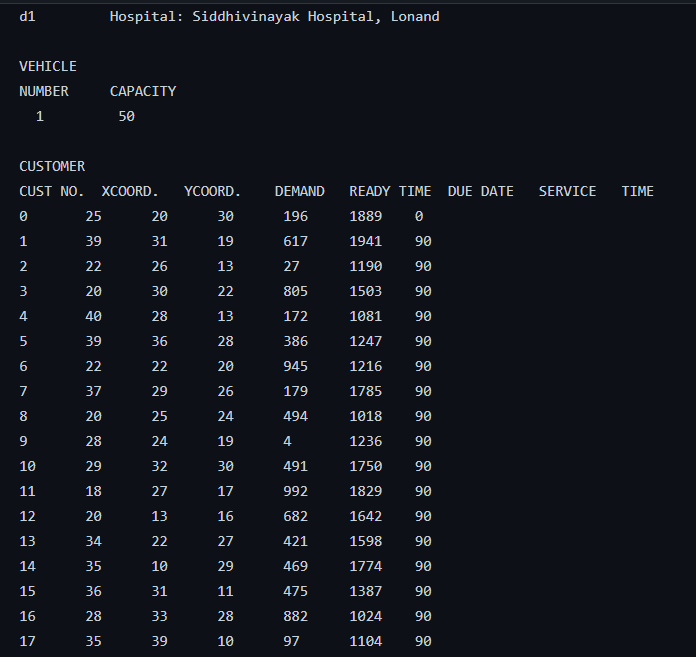 d1 Hospital: Siddhivinayak Hospital, Lonand
VEHICLE
NUMBER CAPACITY
1 50
CUSTOMER
CUST NO. XCOORD. YCOORD. DEMAND READY TIME DUE DATE SERVICE TIME
0 25 20 30 196 1889 0
1 39 31 19 617 1941 90
2 22 26 13 27 1190 90
3 20 30 22 805 1503 90
4 40 28 13 172 1081 90
5 39 36 28 386 1247 90
6 22 22 20 945 1216 90
7 37 29 26 179 1785 90
8 20 25 24 494 1018 90
9 28 24 19 4 1236 90
10 29 32 30 491 1750 90
11 18 27 17 992 1829 90
12 20 13 16 682 1642 90
13 34 22 27 421 1598 90
14 35 10 29 469 1774 90
15 36 31 11 475 1387 90
16 28 33 28 882 1024 90
17 35 39 10 97 1104 90